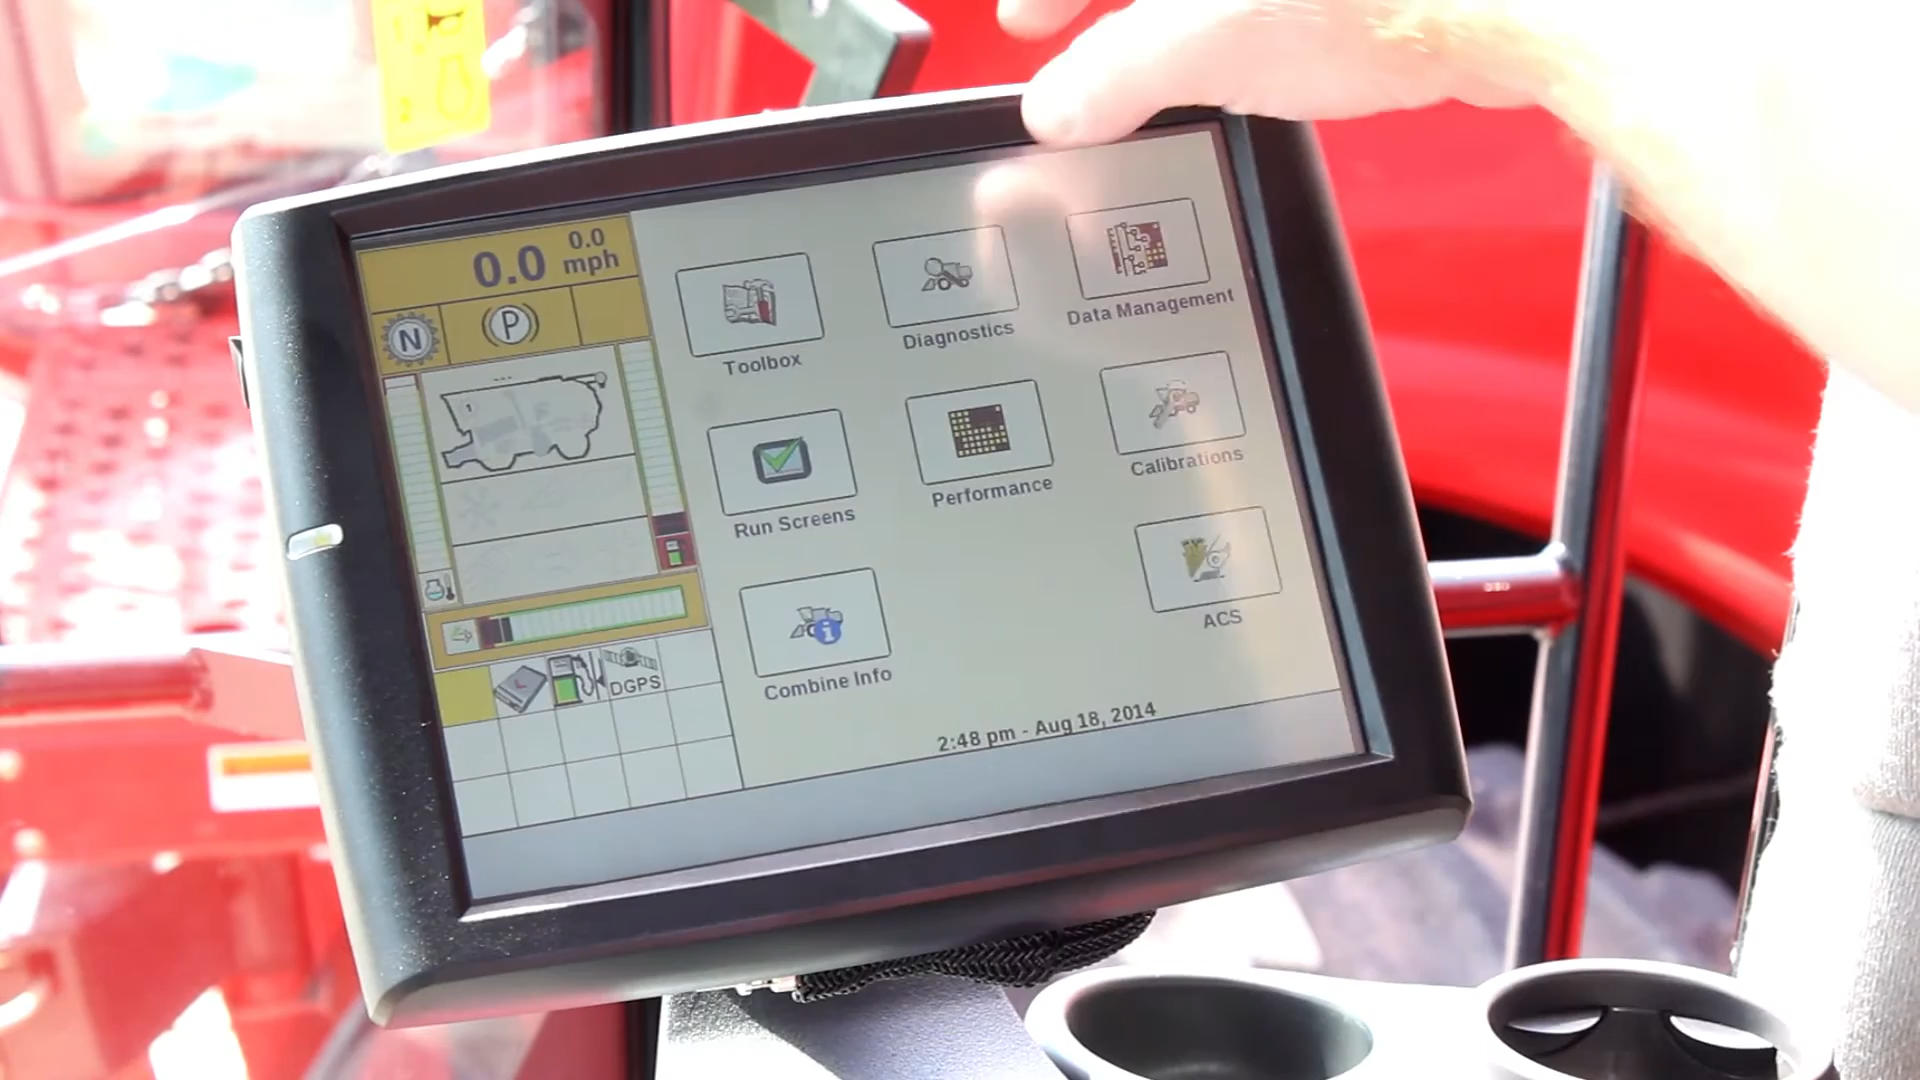 0.0
0.0
mph
N
P
1
DGPS
Toolbox
Diagnostics
Data Management
Run Screens
Performance
Calibrations
Combine Info
ACS
2:48 pm - Aug 18, 2014